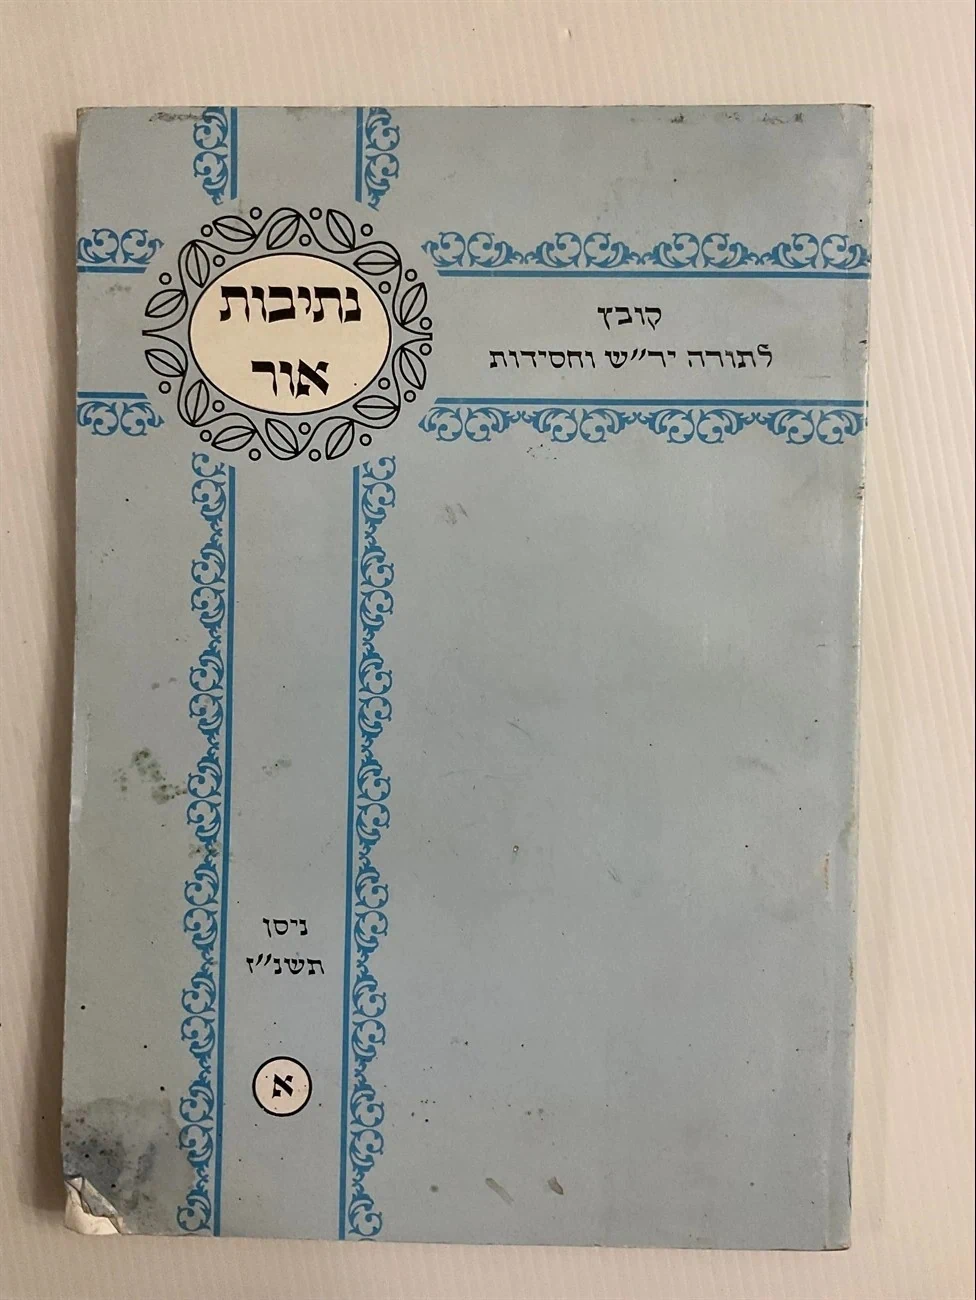 נתיבות
אור
קובץ
לתורה יר״ש וחסידות
ניסן
תשנ״ז
א